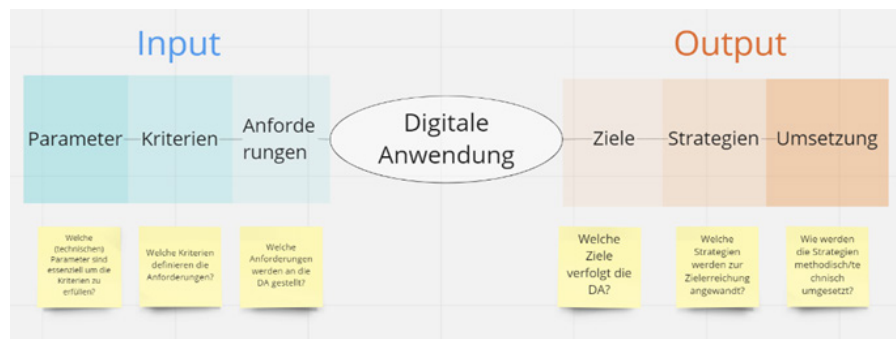 Input
Output
Parameter
Kriterien
Anforde
rungen
Digitale
Anwendung
Ziele
Strategien
Umsetzung
Welche
(technischen)
Parameter sind
essenziell um die
Kriterien zu
erfüllen?
Welche Kriterien
definieren die
Anforderungen?
Welche
Anforderungen
werden an die
DA gestellt?
Welche
Ziele
verfolgt die
DA?
Welche
Strategien
werden zur
Zielerreichung
angewandt?
Wie werden
die Strategien
methodisch/te
chnisch
umgesetzt?